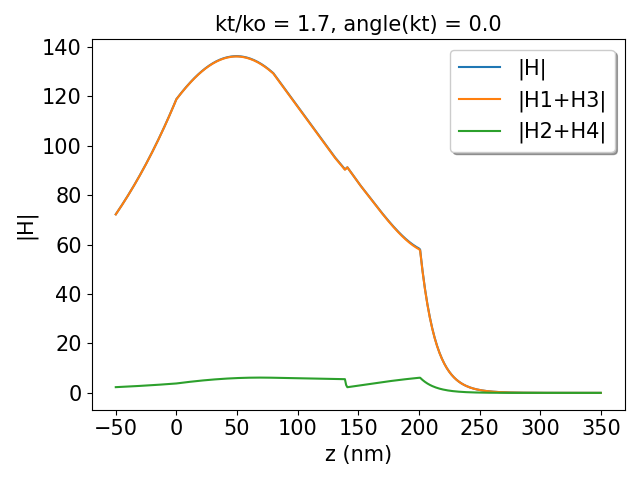 kt/ko = 1.7, angle(kt) = 0.0
|H|
|H1+H3|
|H2+H4|
140
120
100
80
60
40
20
0
|H|
−50 0 50 100 150 200 250 300 350
z (nm)